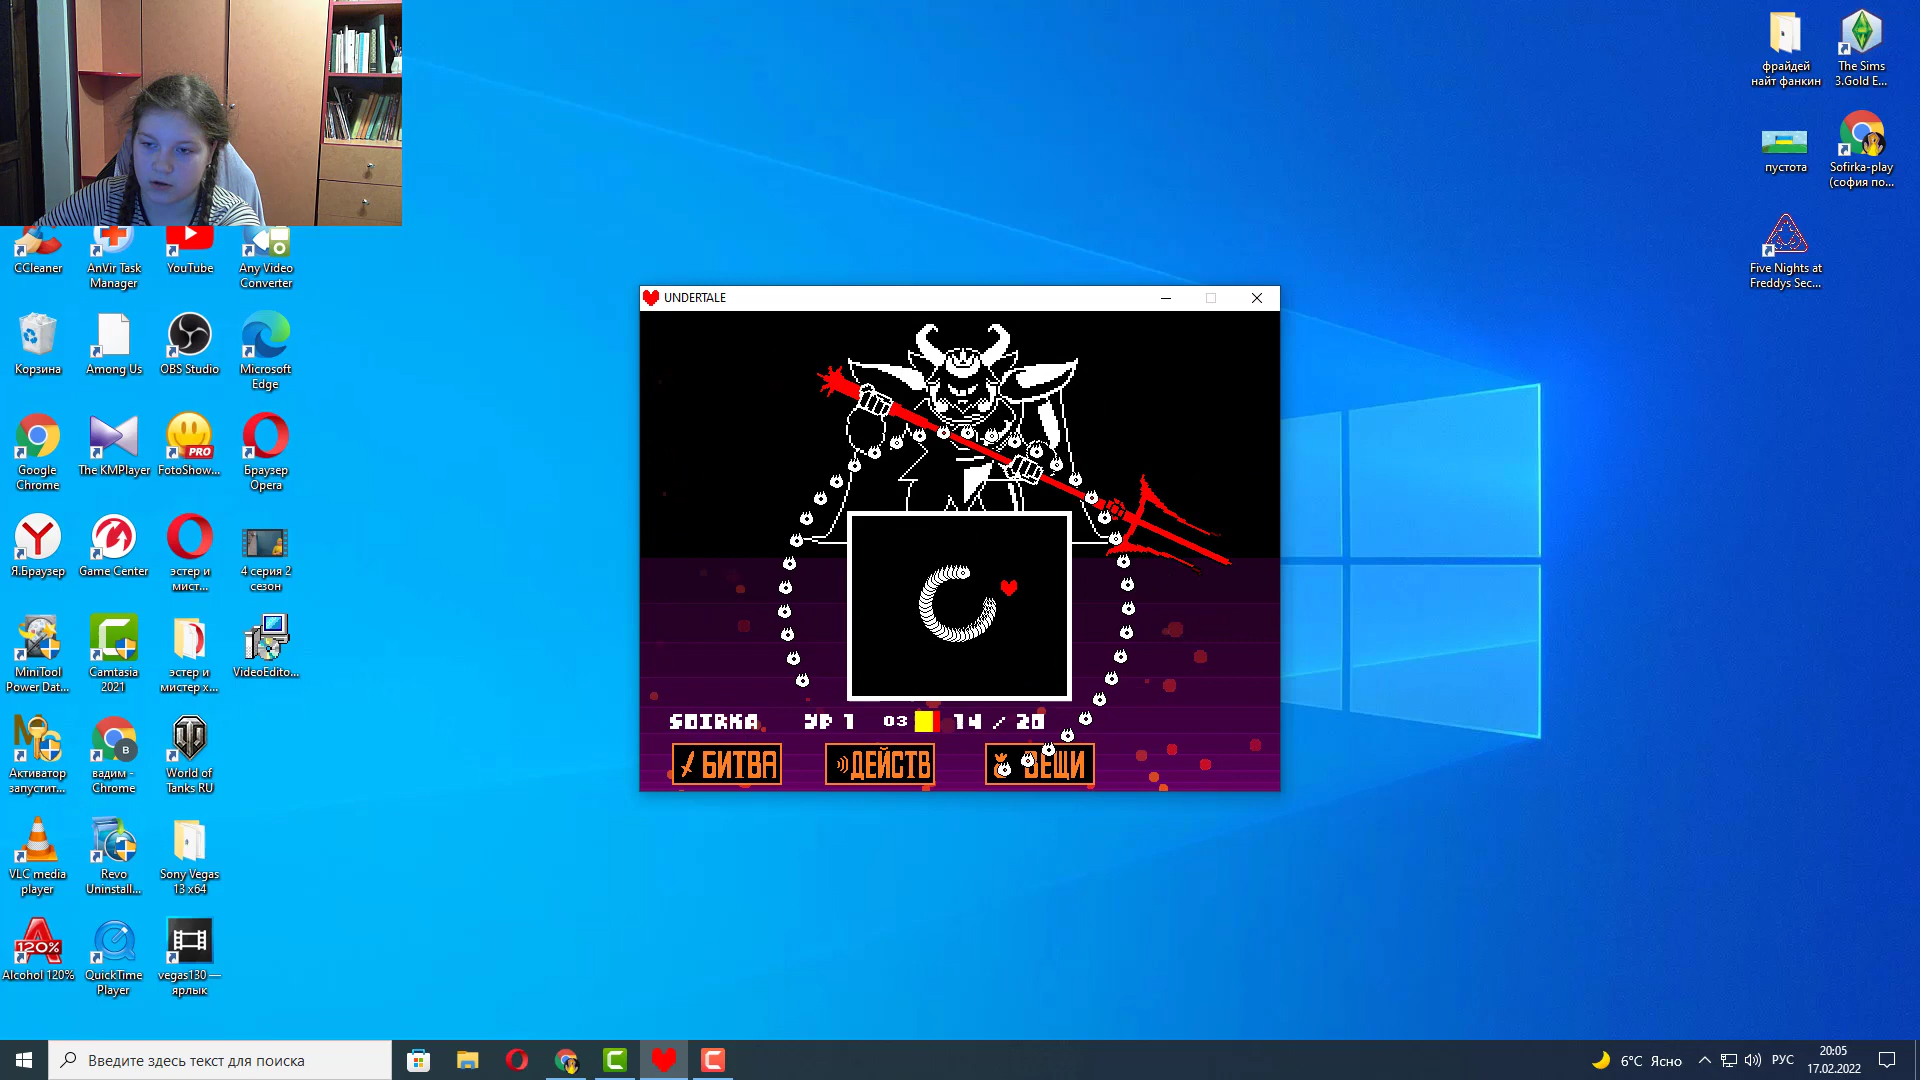 фрайдей
найт фанкин
The Sims
3.Gold E...
пустота
Sofirka-play
(софия по...
Five Nights at
Freddys Sec...
CCleaner
AnVir Task
Manager
YouTube
Any Video
Converter
Корзина
Among Us
OBS Studio
Microsoft
Edge
Google
Chrome
The KMPlayer
PRO
FotoShow...
Браузер
Opera
Я.Браузер
Game Center
эстер и
мист...
4 серия 2
сезон
MiniTool
Power Dat...
Camtasia
2021
эстер и
мистер х...
VideoEdito...
Активатор
запустит...
B
вадим -
Chrome
World of
Tanks RU
VLC media
player
Revo
Uninstall...
Sony Vegas
13 x64
120%
Alcohol 120%
QuickTime
Player
vegas130 —
ярлык
UNDERTALE
SOIRKA УР 1 ОЗ 14 / 20
БИТВА ДЕЙСТВ ВЕЩИ
Введите здесь текст для поиска
6°C Ясно
РУС
20:05
17.02.2022